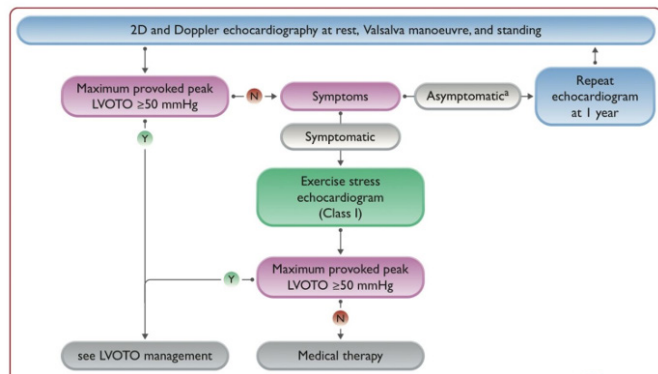 2D and Doppler echocardiography at rest, Valsalva manoeuvre, and standing
Maximum provoked peak
LVOTO ≥50 mmHg
N
Symptoms
Asymptomaticᵃ
Repeat
echocardiogram
at 1 year
Y
Symptomatic
Exercise stress
echocardiogram
(Class I)
Maximum provoked peak
LVOTO ≥50 mmHg
Y
N
see LVOTO management
Medical therapy